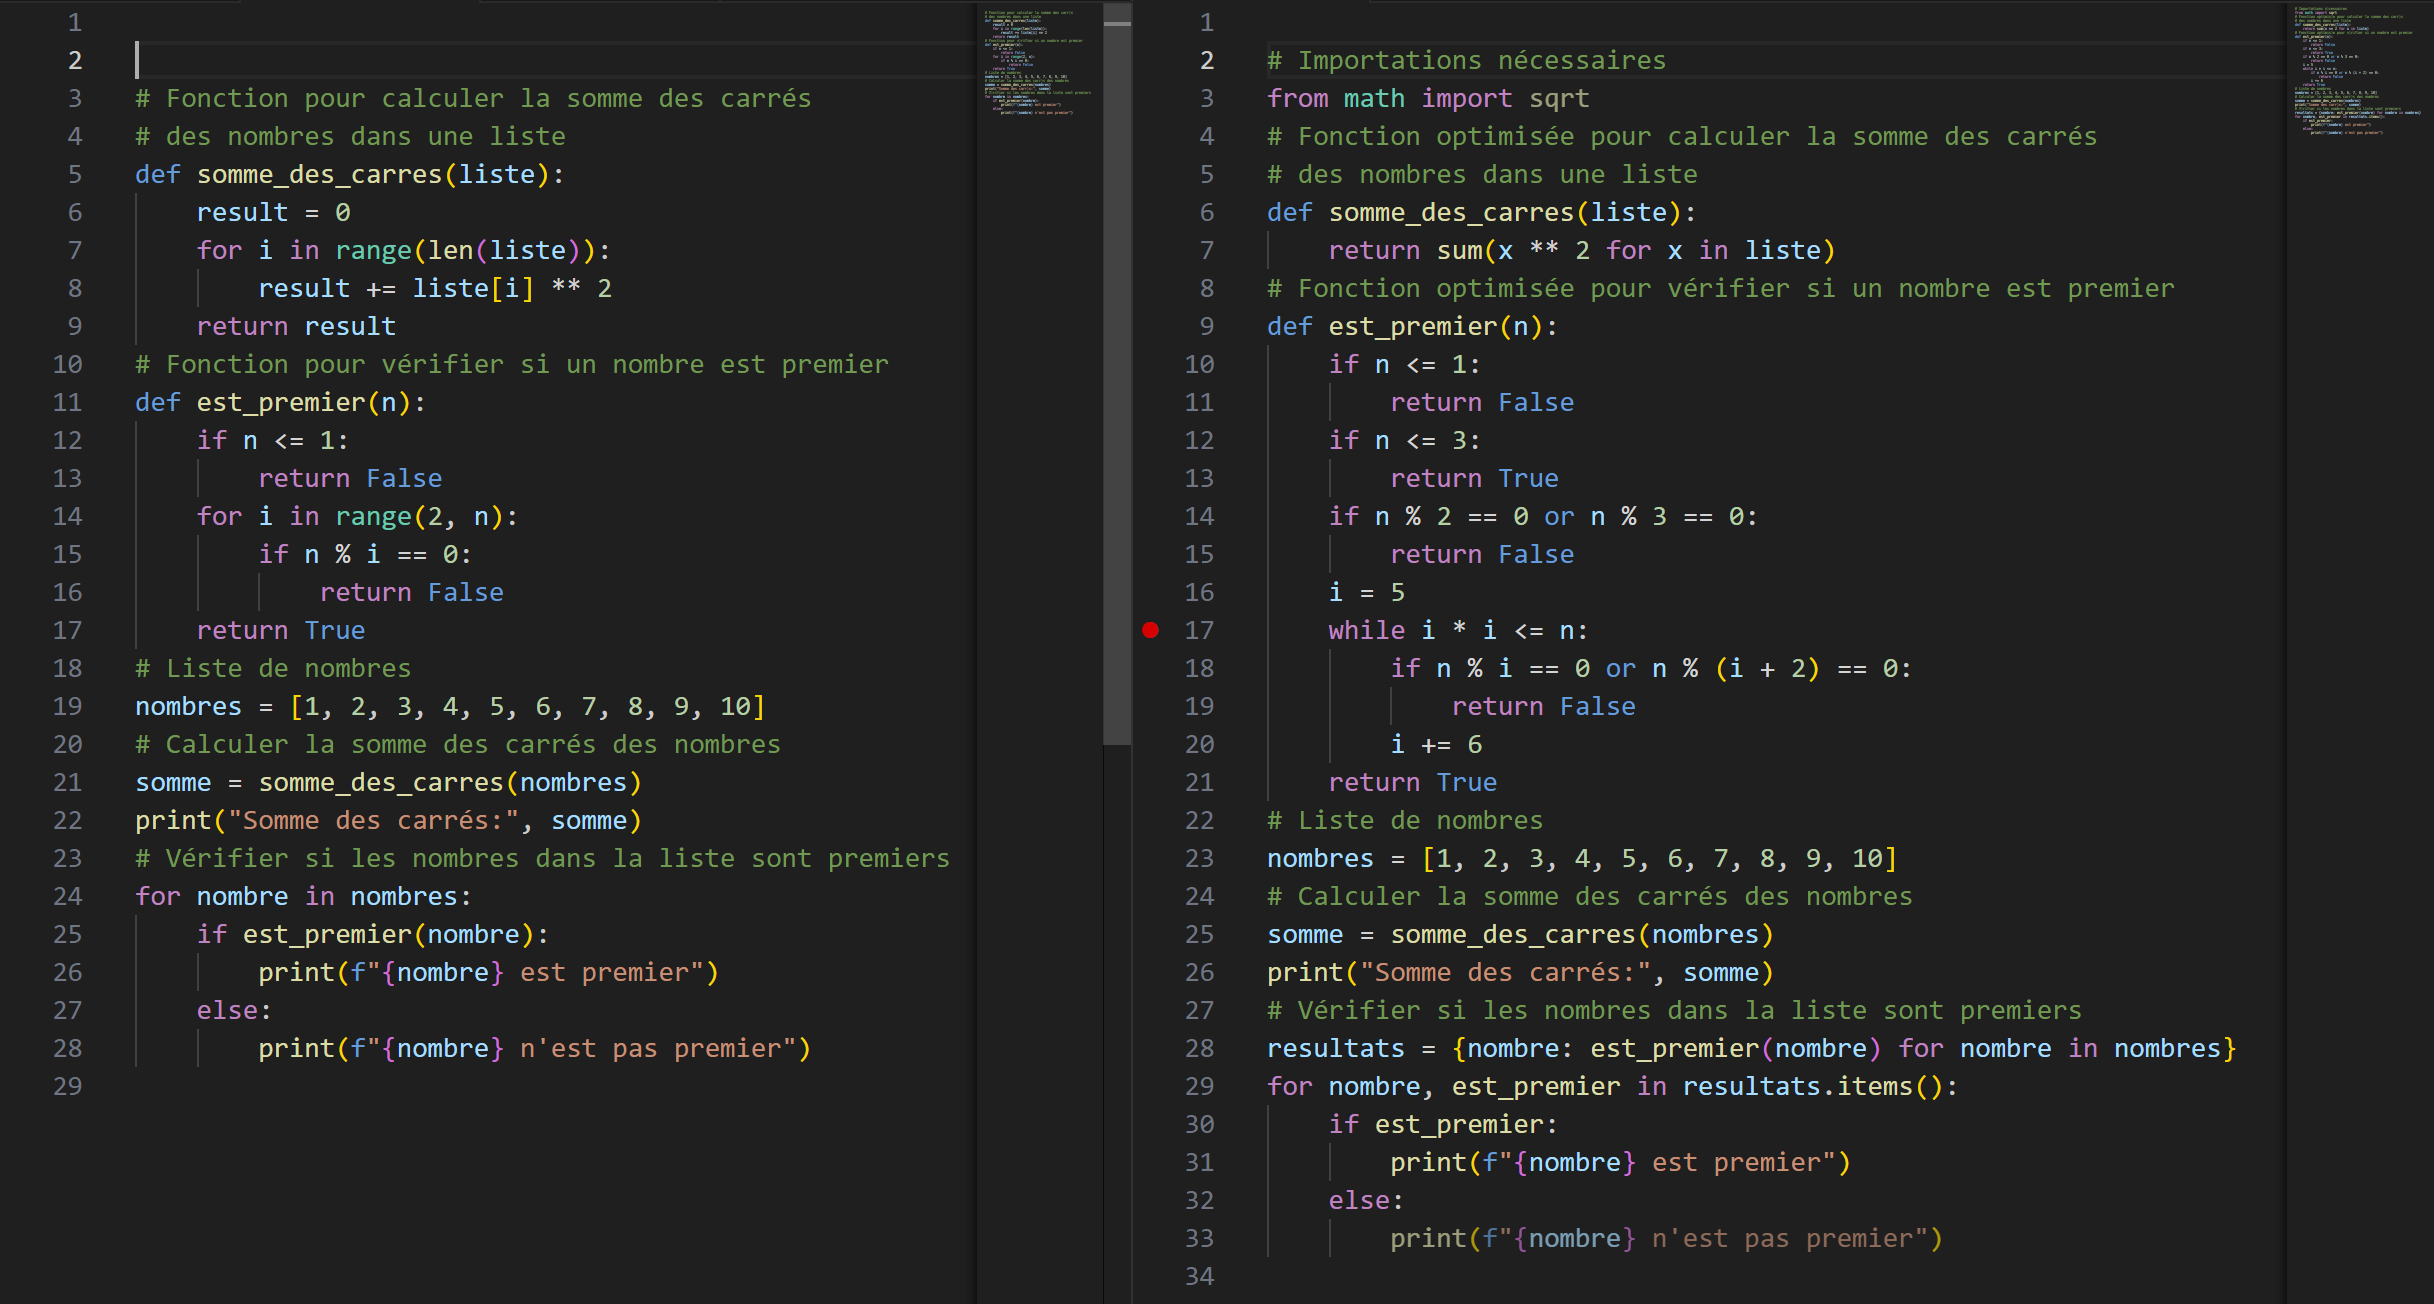 1
2
3 # Fonction pour calculer la somme des carrés
4 # des nombres dans une liste
5 def somme_des_carres(liste):
6     result = 0
7     for i in range(len(liste)):
8         result += liste[i] ** 2
9     return result
10 # Fonction pour vérifier si un nombre est premier
11 def est_premier(n):
12     if n <= 1:
13         return False
14     for i in range(2, n):
15         if n % i == 0:
16             return False
17     return True
18 # Liste de nombres
19 nombres = [1, 2, 3, 4, 5, 6, 7, 8, 9, 10]
20 # Calculer la somme des carrés des nombres
21 somme = somme_des_carres(nombres)
22 print("Somme des carrés:", somme)
23 # Vérifier si les nombres dans la liste sont premiers
24 for nombre in nombres:
25     if est_premier(nombre):
26         print(f"{nombre} est premier")
27     else:
28         print(f"{nombre} n'est pas premier")
29
1
2 # Importations nécessaires
3 from math import sqrt
4 # Fonction optimisée pour calculer la somme des carrés
5 # des nombres dans une liste
6 def somme_des_carres(liste):
7     return sum(x ** 2 for x in liste)
8 # Fonction optimisée pour vérifier si un nombre est premier
9 def est_premier(n):
10     if n <= 1:
11         return False
12     if n <= 3:
13         return True
14     if n % 2 == 0 or n % 3 == 0:
15         return False
16     i = 5
17     while i * i <= n:
18         if n % i == 0 or n % (i + 2) == 0:
19             return False
20         i += 6
21     return True
22 # Liste de nombres
23 nombres = [1, 2, 3, 4, 5, 6, 7, 8, 9, 10]
24 # Calculer la somme des carrés des nombres
25 somme = somme_des_carres(nombres)
26 print("Somme des carrés:", somme)
27 # Vérifier si les nombres dans la liste sont premiers
28 resultats = {nombre: est_premier(nombre) for nombre in nombres}
29 for nombre, est_premier in resultats.items():
30     if est_premier:
31         print(f"{nombre} est premier")
32     else:
33         print(f"{nombre} n'est pas premier")
34